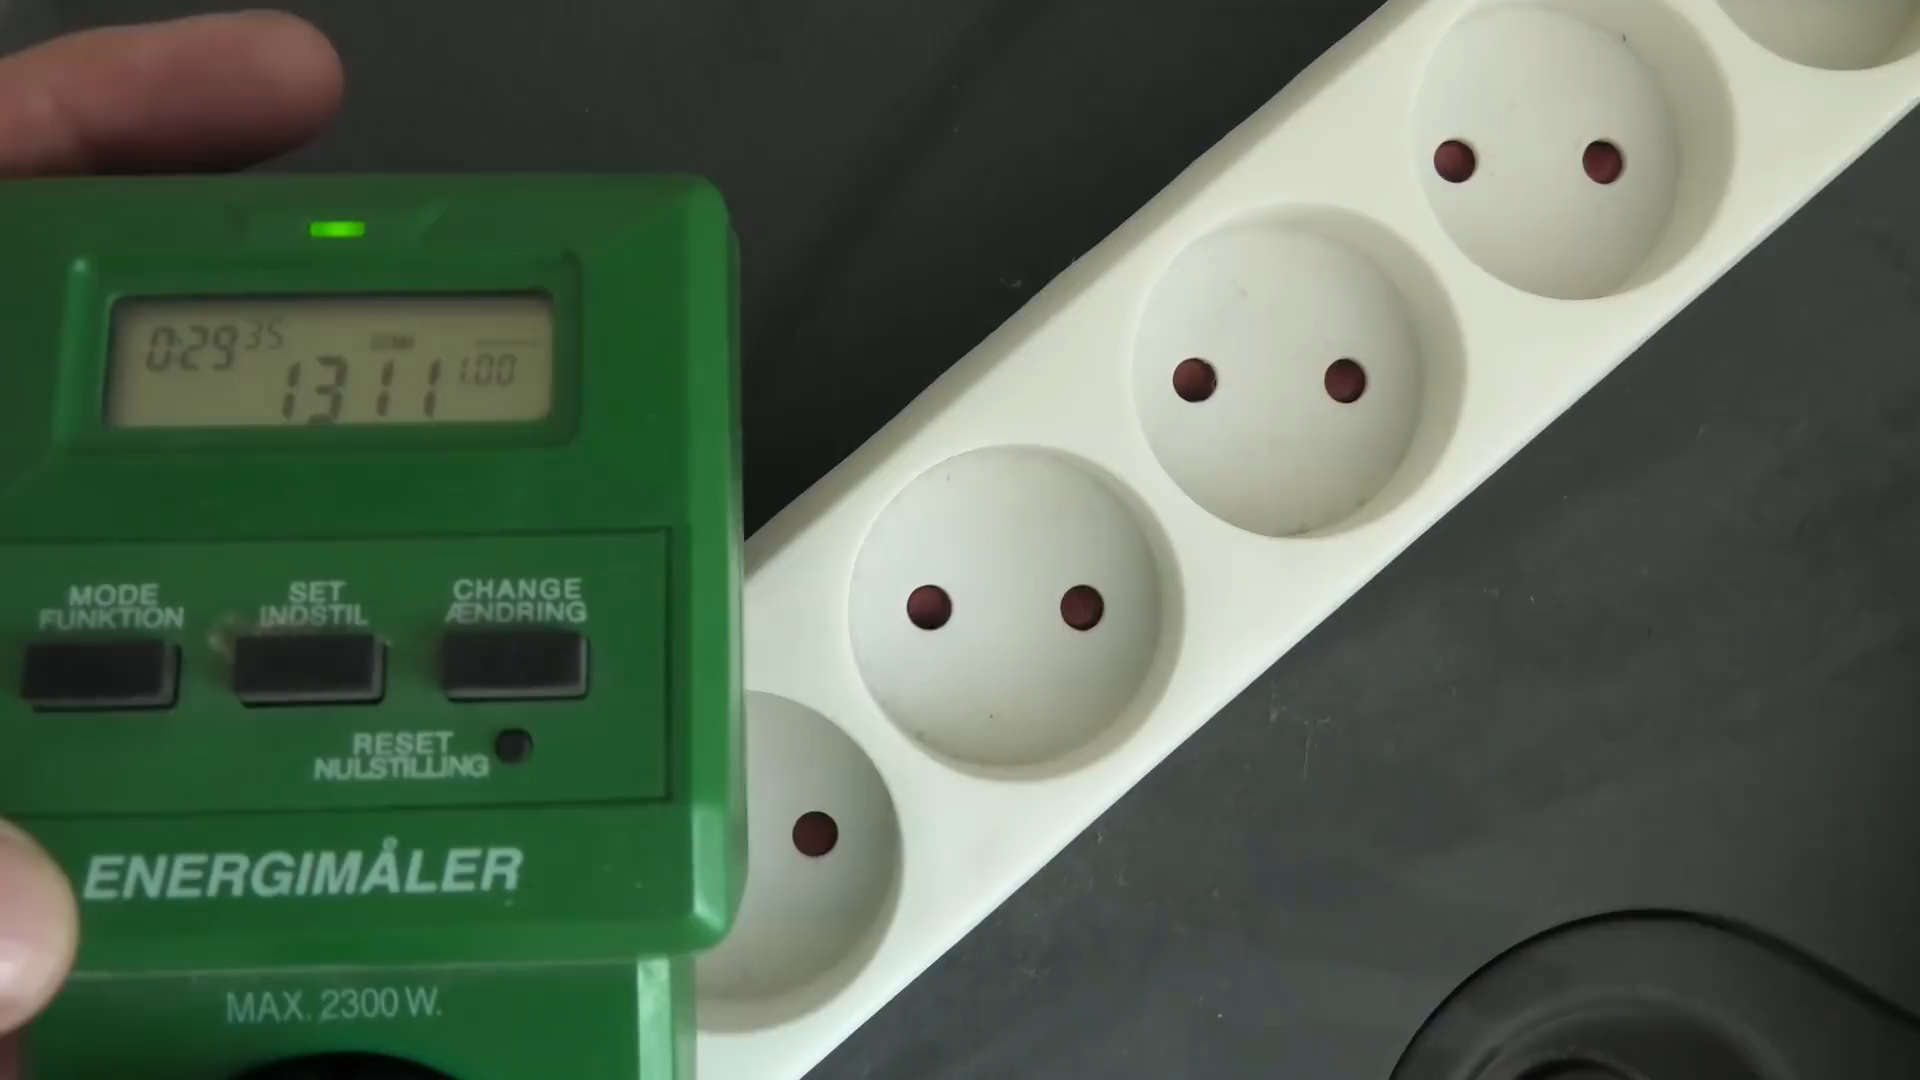 0:29 35
1311 1.00
MODE SET CHANGE
FUNKTION INDSTIL ÆNDRING
RESET
NULSTILLING
ENERGIMÅLER
MAX. 2300 W.